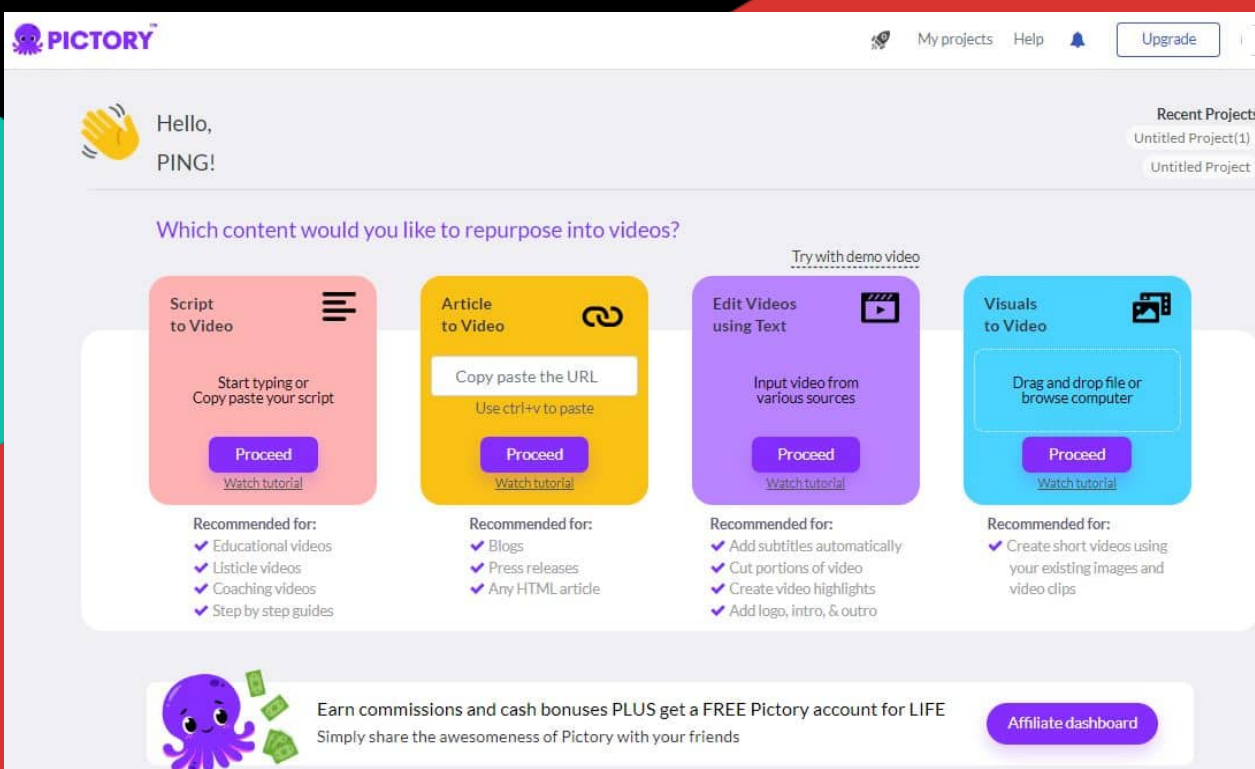 PICTORY™
My projects
Help
Upgrade
Hello,
PING!
Recent Projects
Untitled Project(1)
Untitled Project
Which content would you like to repurpose into videos?
Try with demo video
Script
to Video
Start typing or
Copy paste your script
Proceed
Watch tutorial
Recommended for:
Educational videos
Listicle videos
Coaching videos
Step by step guides
Article
to Video
Copy paste the URL
Use ctrl+v to paste
Proceed
Watch tutorial
Recommended for:
Blogs
Press releases
Any HTML article
Edit Videos
using Text
Input video from
various sources
Proceed
Watch tutorial
Recommended for:
Add subtitles automatically
Cut portions of video
Create video highlights
Add logo, intro, & outro
Visuals
to Video
Drag and drop file or
browse computer
Proceed
Watch tutorial
Recommended for:
Create short videos using
your existing images and
video clips
Earn commissions and cash bonuses PLUS get a FREE Pictory account for LIFE
Simply share the awesomeness of Pictory with your friends
Affiliate dashboard